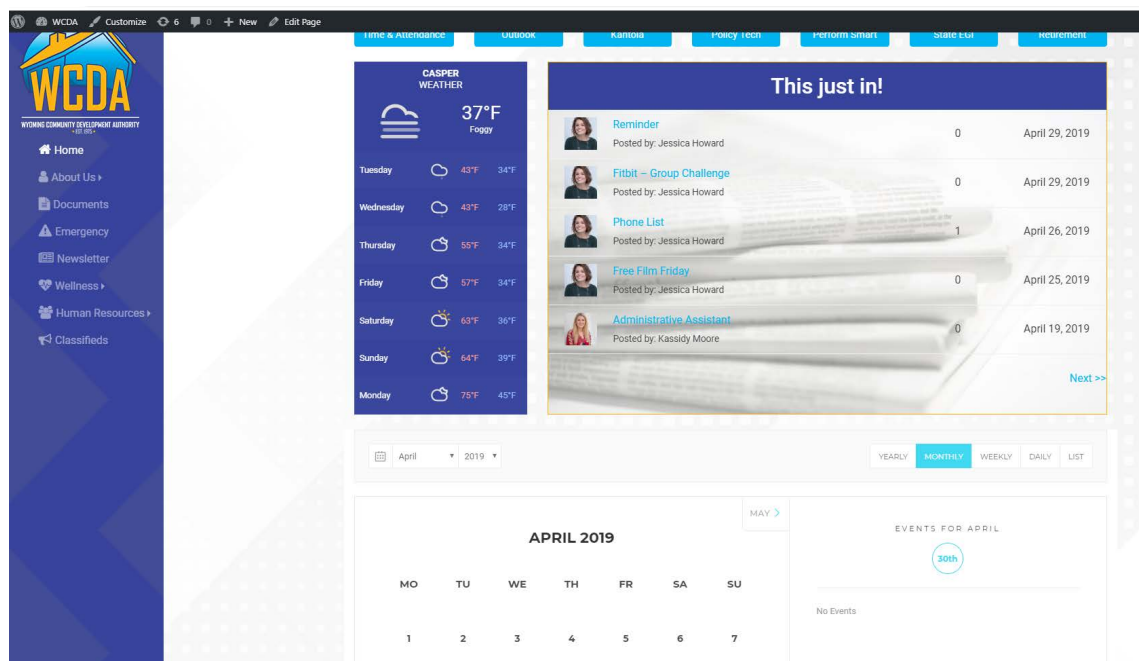 WCDA Customize 6 0 + New Edit Page
Time & Attendance Outlook Kantola Policy Tech Perform Smart State EGI Retirement
WCDA
WYOMING COMMUNITY DEVELOPMENT AUTHORITY
• EST. 1975 •
Home
About Us
Documents
Emergency
Newsletter
Wellness
Human Resources
Classifieds
CASPER
WEATHER
37°F
Foggy
Tuesday 43°F 34°F
Wednesday 43°F 28°F
Thursday 55°F 34°F
Friday 57°F 34°F
Saturday 63°F 36°F
Sunday 64°F 39°F
Monday 75°F 45°F
This just in!
Reminder
Posted by: Jessica Howard
0 April 29, 2019
Fitbit – Group Challenge
Posted by: Jessica Howard
0 April 29, 2019
Phone List
Posted by: Jessica Howard
1 April 26, 2019
Free Film Friday
Posted by: Jessica Howard
0 April 25, 2019
Administrative Assistant
Posted by: Kassidy Moore
0 April 19, 2019
Next >>
April 2019
YEARLY MONTHLY WEEKLY DAILY LIST
MAY >
APRIL 2019
MO TU WE TH FR SA SU
1 2 3 4 5 6 7
EVENTS FOR APRIL
30th
No Events